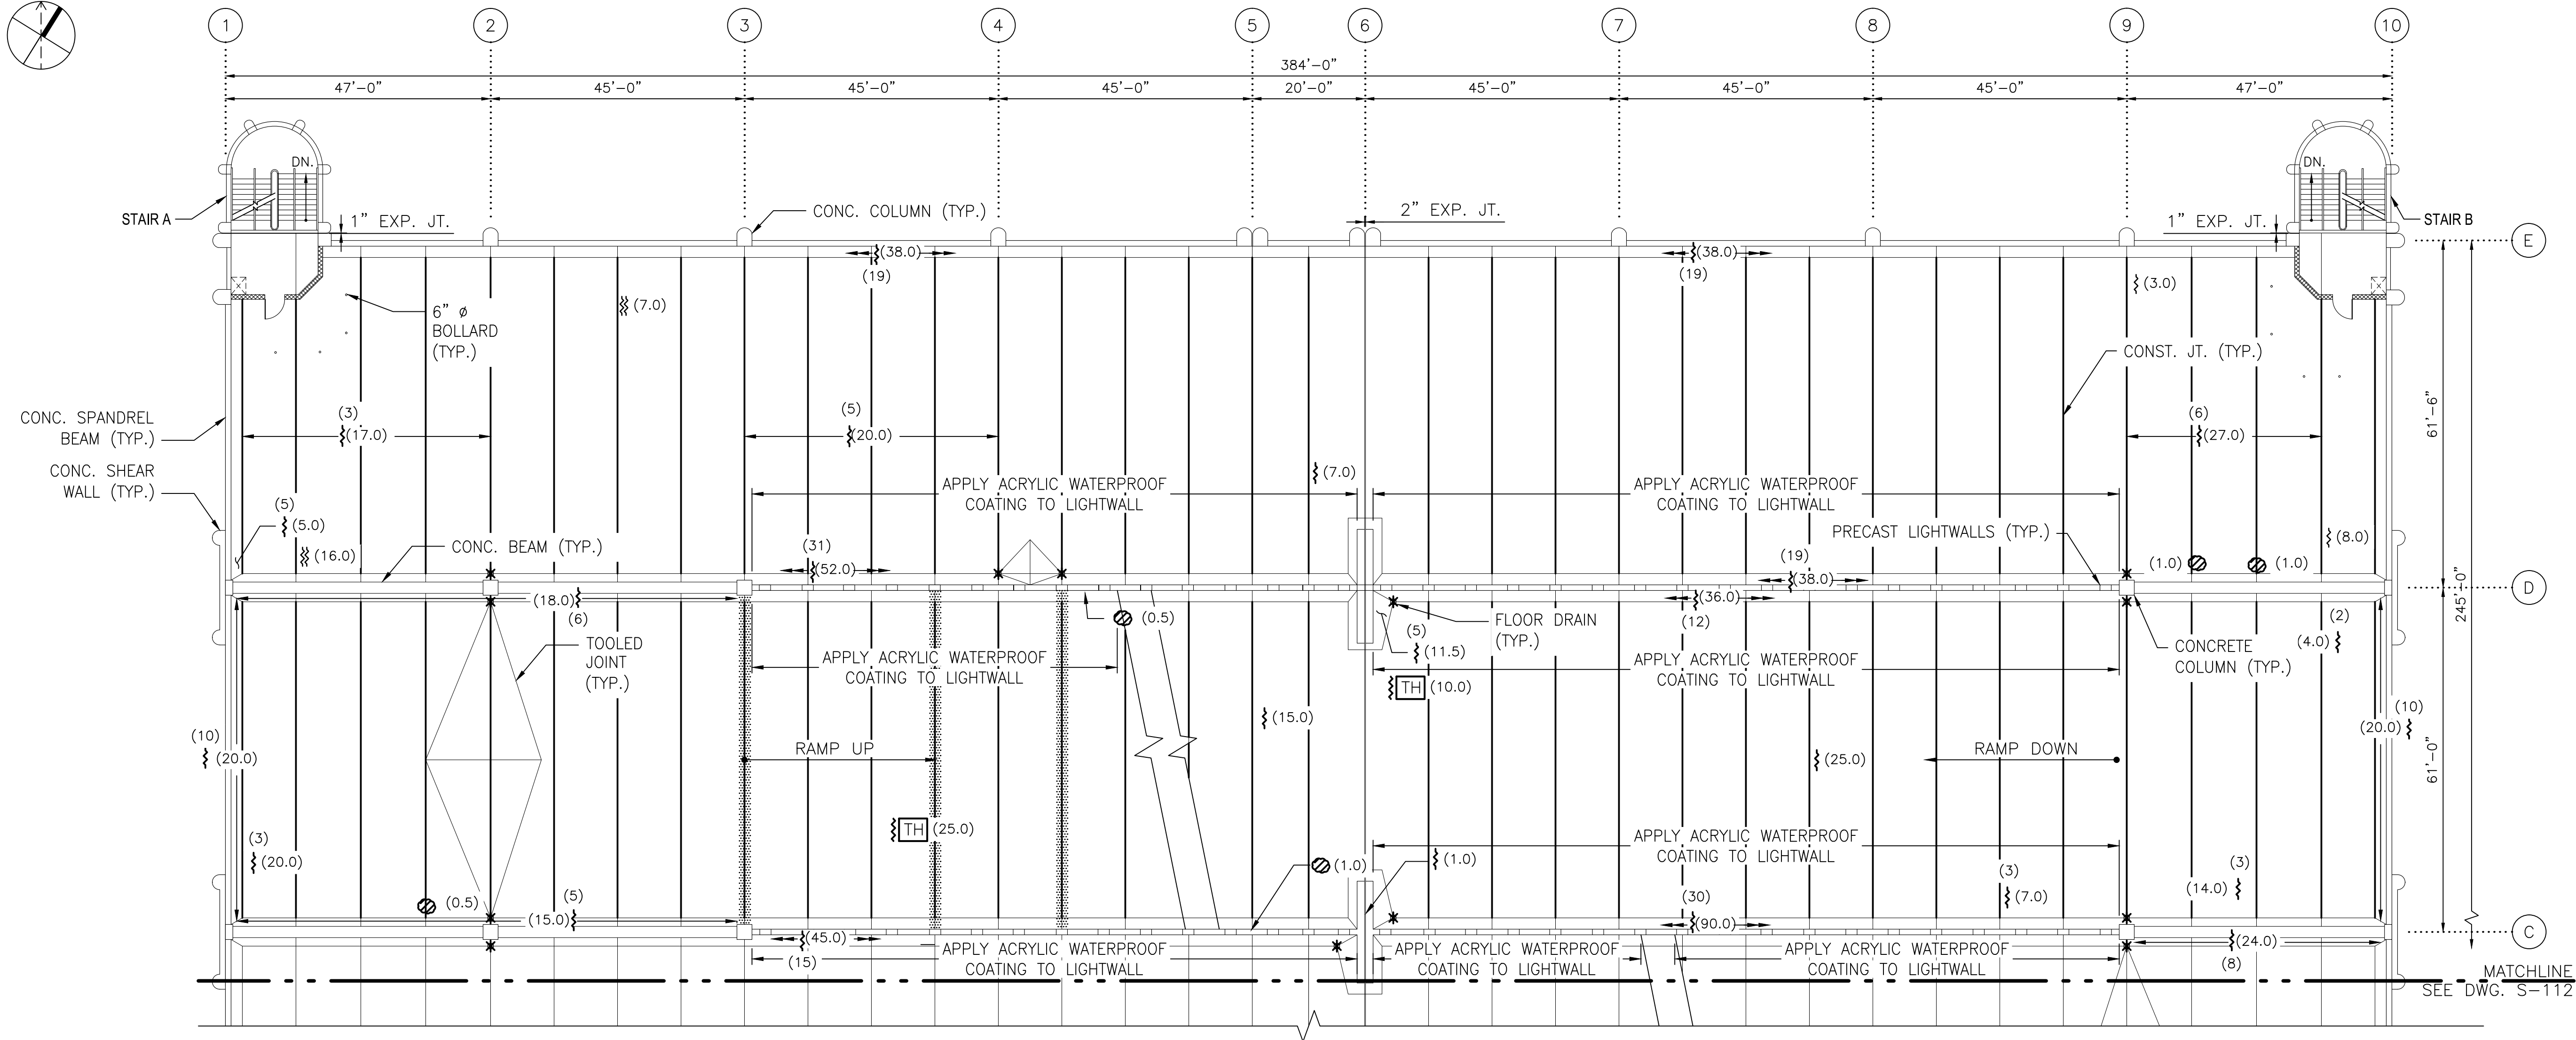 1 2 3 4 5 6 7 8 9 10
384'-0"
47'-0" 45'-0" 45'-0" 45'-0" 20'-0" 45'-0" 45'-0" 45'-0" 47'-0"
DN. DN.
STAIR A
1" EXP. JT.
CONC. COLUMN (TYP.)
2" EXP. JT.
1" EXP. JT.
STAIR B
E
(38.0)
(19)
(38.0)
(19)
x
x
(3.0)
(7.0)
6" ø
BOLLARD
(TYP.)
CONST. JT. (TYP.)
CONC. SPANDREL
BEAM (TYP.)
(3)
(17.0)
(5)
(20.0)
(6)
(27.0)
61'-6"
CONC. SHEAR
WALL (TYP.)
(7.0)
APPLY ACRYLIC WATERPROOF
COATING TO LIGHTWALL
APPLY ACRYLIC WATERPROOF
COATING TO LIGHTWALL
(5)
(5.0)
(16.0)
CONC. BEAM (TYP.)
(31)
(52.0)
PRECAST LIGHTWALLS (TYP.)
(19)
(38.0)
(1.0)
(1.0)
(8.0)
D
245'-0"
(18.0)
(6)
(36.0)
(12)
(0.5)
FLOOR DRAIN
(TYP.)
(5)
(11.5)
(2)
(4.0)
TOOLED
JOINT
(TYP.)
CONCRETE
COLUMN (TYP.)
APPLY ACRYLIC WATERPROOF
COATING TO LIGHTWALL
APPLY ACRYLIC WATERPROOF
COATING TO LIGHTWALL
TH (10.0)
(15.0)
(10)
(20.0)
(10)
(20.0)
RAMP UP
(25.0)
RAMP DOWN
61'-0"
TH (25.0)
(3)
(20.0)
APPLY ACRYLIC WATERPROOF
COATING TO LIGHTWALL
(1.0)
(1.0)
(3)
(7.0)
(3)
(14.0)
(0.5)
(5)
(15.0)
(30)
(90.0)
C
(45.0)
(15)
APPLY ACRYLIC WATERPROOF
COATING TO LIGHTWALL
APPLY ACRYLIC WATERPROOF
COATING TO LIGHTWALL
APPLY ACRYLIC WATERPROOF
COATING TO LIGHTWALL
(24.0)
(8)
MATCHLINE
SEE DWG. S-112